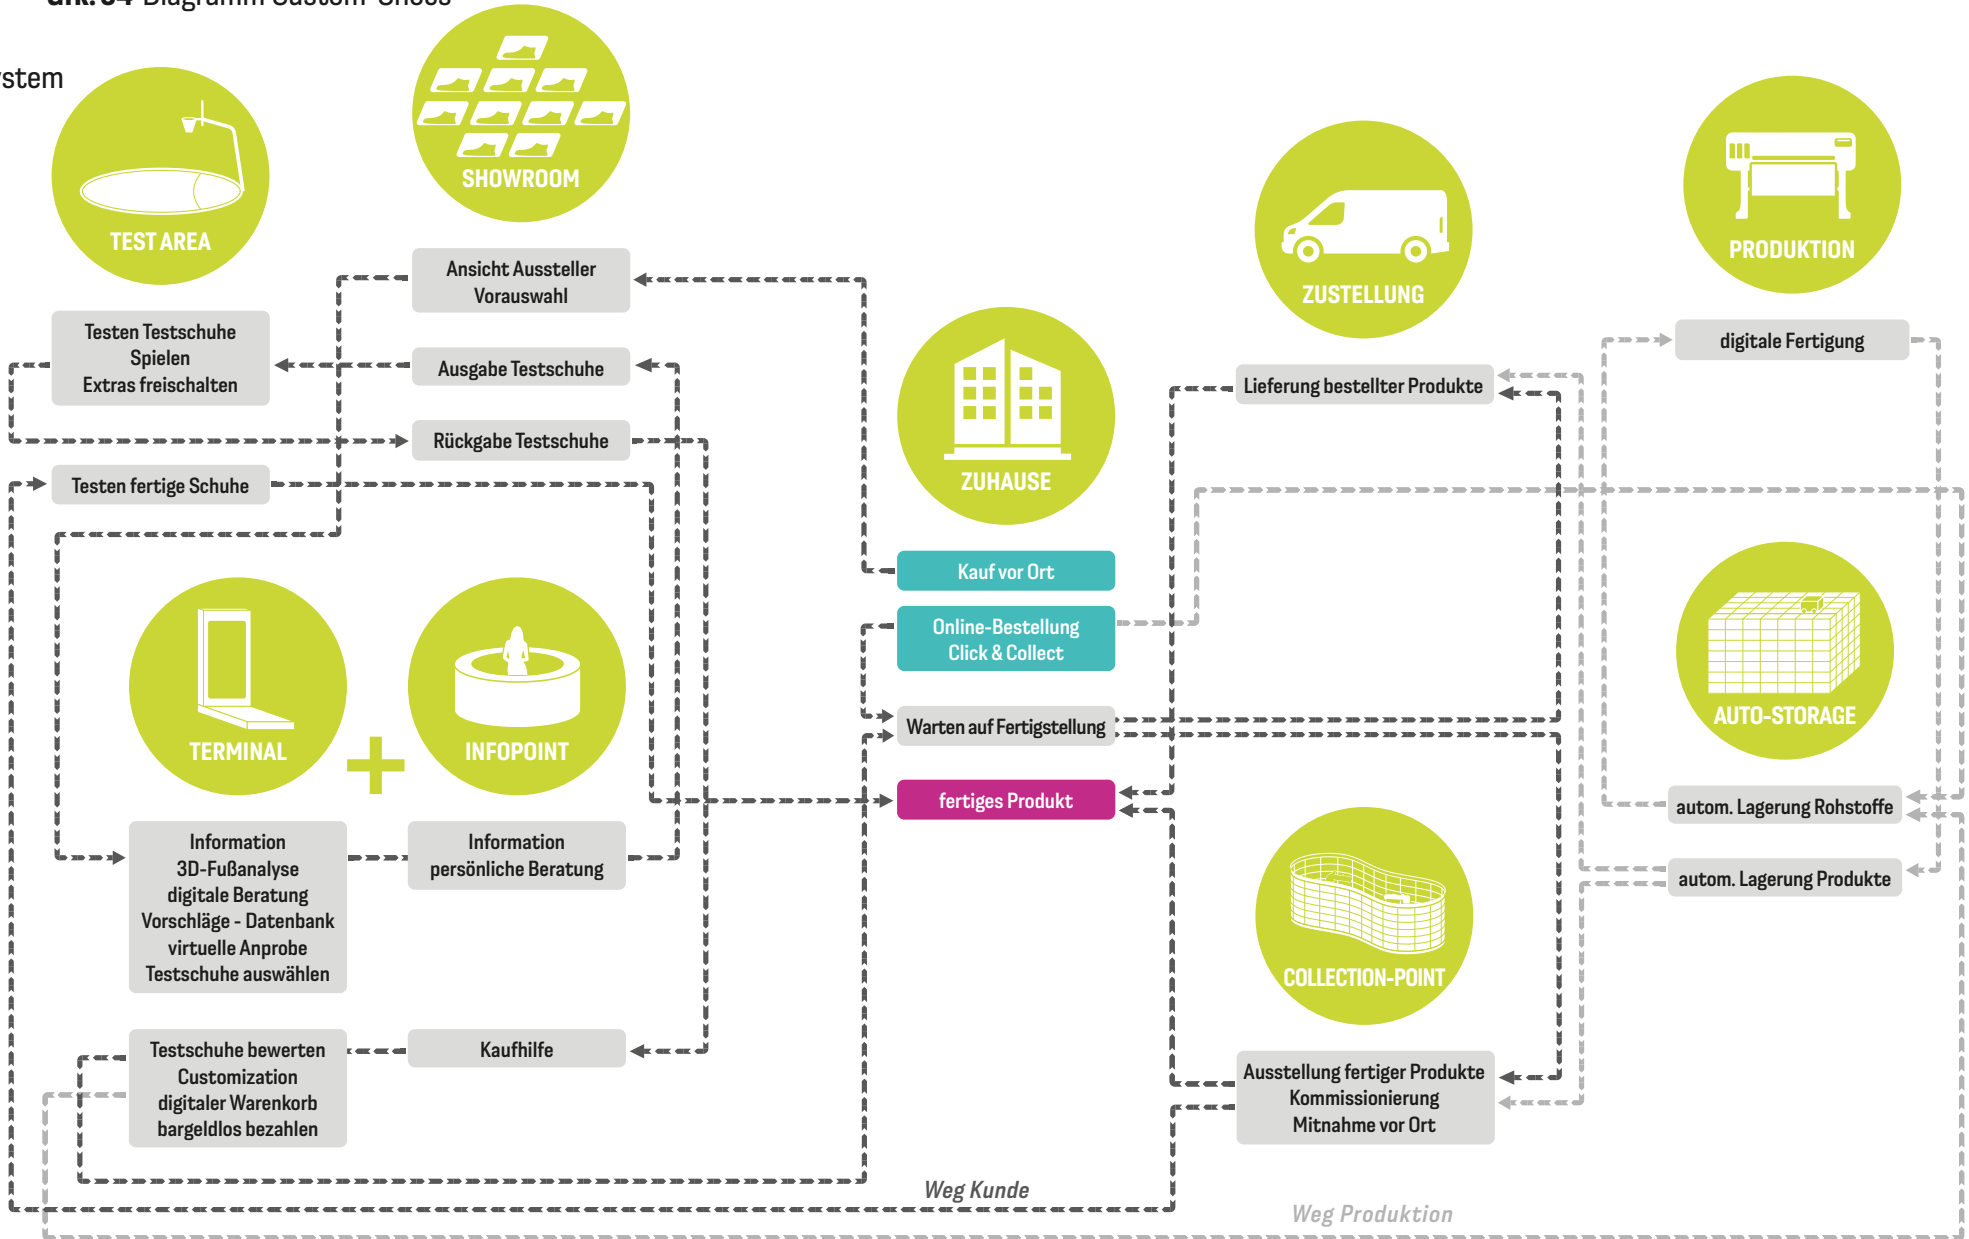 Diagramm Custom-Shoes
ystem
TEST AREA
SHOWROOM
ZUSTELLUNG
PRODUKTION
Ansicht Aussteller
Vorauswahl
Testen Testschuhe
Spielen
Extras freischalten
Ausgabe Testschuhe
Rückgabe Testschuhe
Testen fertige Schuhe
ZUHAUSE
Lieferung bestellter Produkte
digitale Fertigung
Kauf vor Ort
Online-Bestellung
Click & Collect
Warten auf Fertigstellung
fertiges Produkt
TERMINAL
INFOPOINT
AUTO-STORAGE
autom. Lagerung Rohstoffe
autom. Lagerung Produkte
Information
3D-Fußanalyse
digitale Beratung
Vorschläge - Datenbank
virtuelle Anprobe
Testschuhe auswählen
Information
persönliche Beratung
COLLECTION-POINT
Testschuhe bewerten
Customization
digitaler Warenkorb
bargeldlos bezahlen
Kaufhilfe
Ausstellung fertiger Produkte
Kommissionierung
Mitnahme vor Ort
Weg Kunde
Weg Produktion